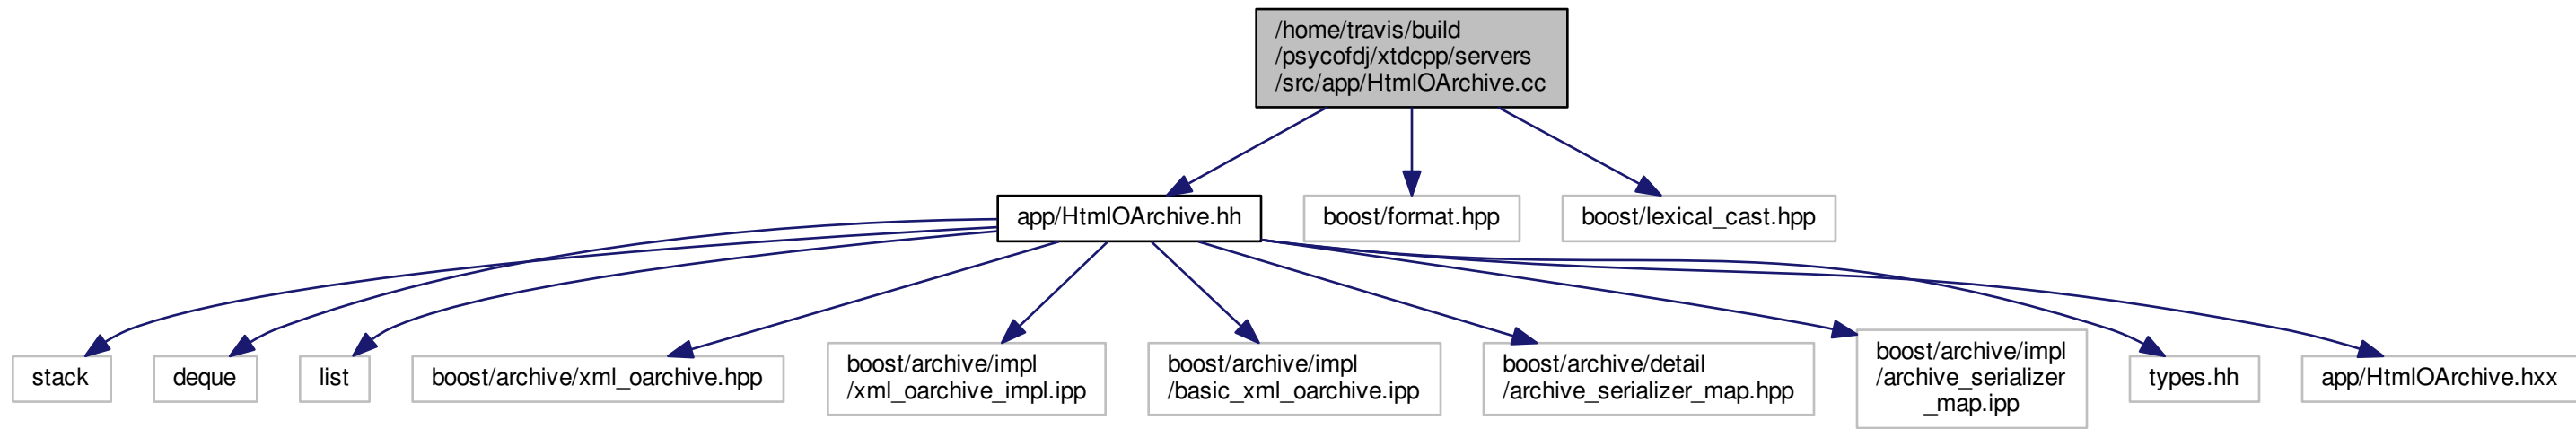 /home/travis/build
/psycofdj/xtdcpp/servers
/src/app/HtmlOArchive.cc
app/HtmlOArchive.hh
boost/format.hpp
boost/lexical_cast.hpp
stack
deque
list
boost/archive/xml_oarchive.hpp
boost/archive/impl
/xml_oarchive_impl.ipp
boost/archive/impl
/basic_xml_oarchive.ipp
boost/archive/detail
/archive_serializer_map.hpp
boost/archive/impl
/archive_serializer
_map.ipp
types.hh
app/HtmlOArchive.hxx